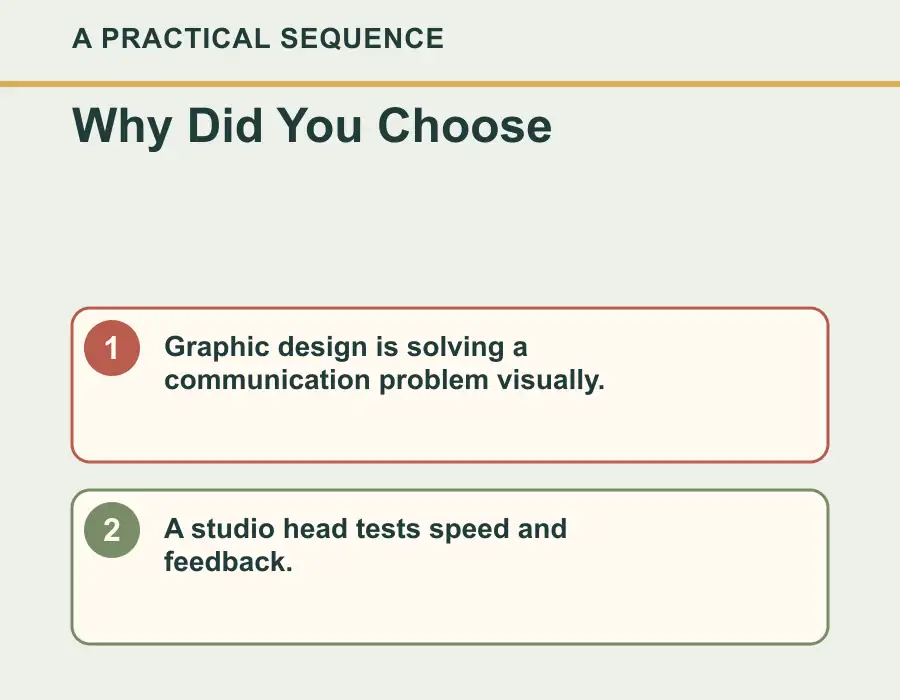 A PRACTICAL SEQUENCE
Why Did You Choose
1
Graphic design is solving a
communication problem visually.
2
A studio head tests speed and
feedback.